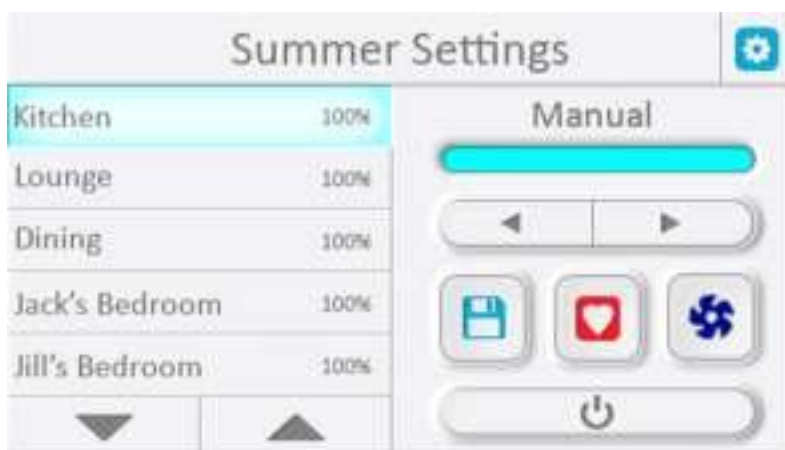 Summer Settings
Kitchen 100%
Manual
Lounge 100%
Dining 100%
Jack's Bedroom 100%
Jill's Bedroom 100%